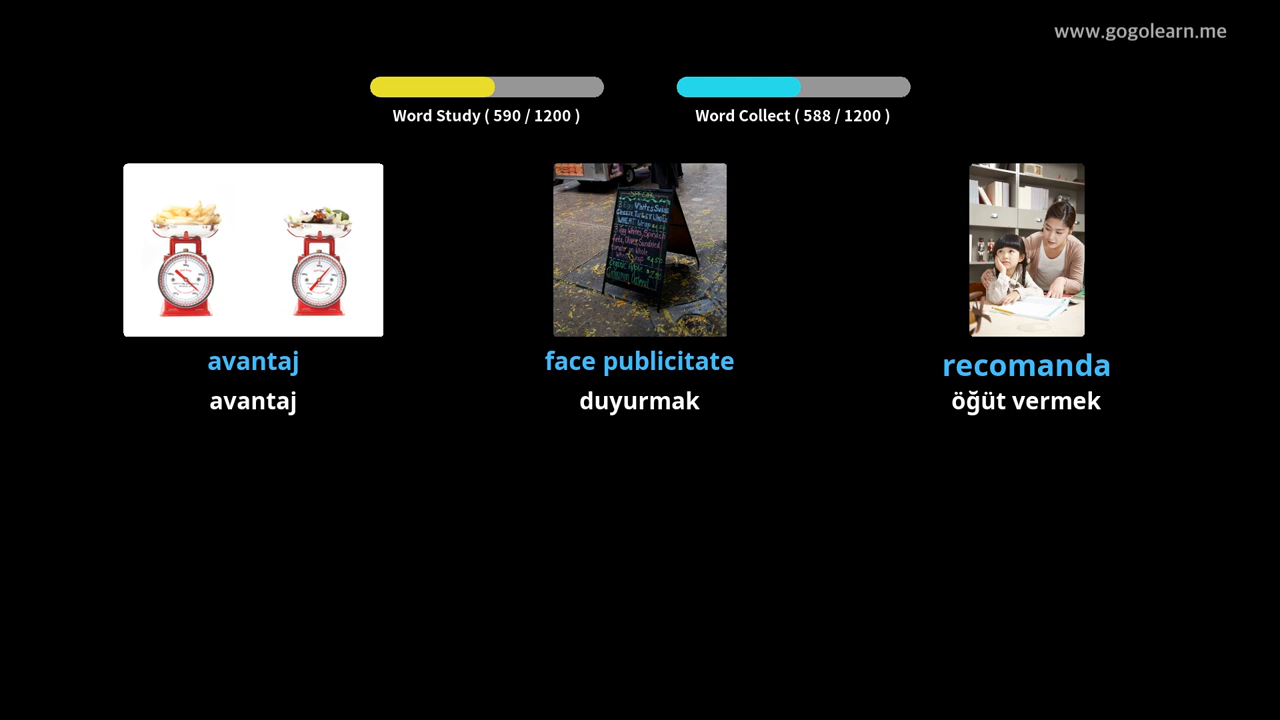 www.gogolearn.me
Word Study ( 590 / 1200 )
Word Collect ( 588 / 1200 )
avantaj
face publicitate
recomanda
avantaj
duyurmak
öğüt vermek